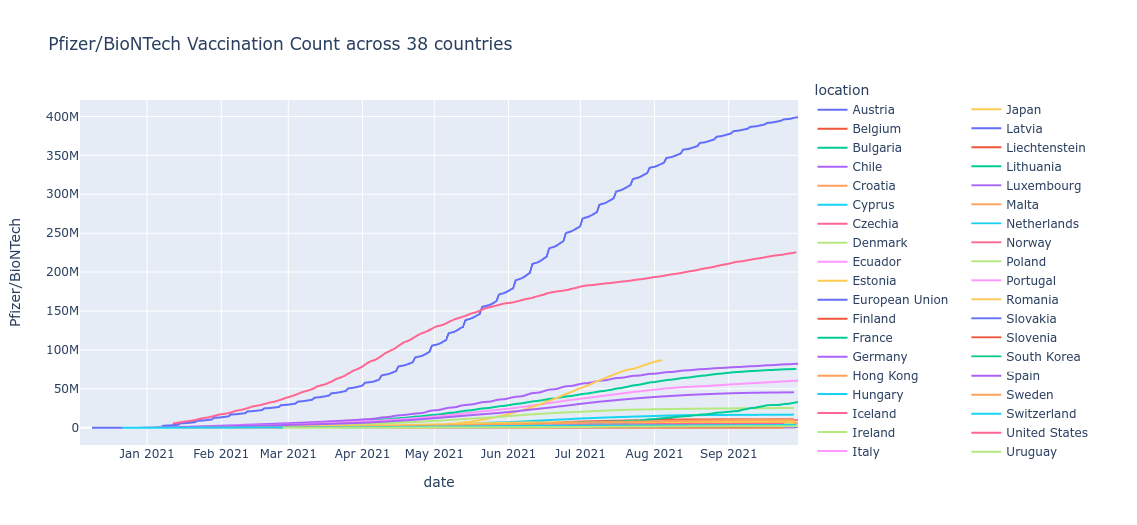 Pfizer/BioNTech Vaccination Count across 38 countries
Pfizer/BioNTech
400M
350M
300M
250M
200M
150M
100M
50M
0
Jan 2021
Feb 2021
Mar 2021
Apr 2021
May 2021
Jun 2021
Jul 2021
Aug 2021
Sep 2021
date
location
Austria
Belgium
Bulgaria
Chile
Croatia
Cyprus
Czechia
Denmark
Ecuador
Estonia
European Union
Finland
France
Germany
Hong Kong
Hungary
Iceland
Ireland
Italy
Japan
Latvia
Liechtenstein
Lithuania
Luxembourg
Malta
Netherlands
Norway
Poland
Portugal
Romania
Slovakia
Slovenia
South Korea
Spain
Sweden
Switzerland
United States
Uruguay